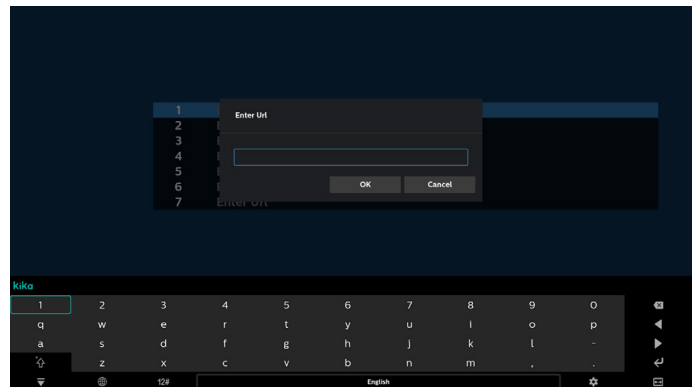 1
Enter Url
2
3
4
5
6
OK Cancel
7 Enter Url
kika
1 2 3 4 5 6 7 8 9 0
q w e r t y u i o p
a s d f g h j k l -
z x c v b n m , .
12# English